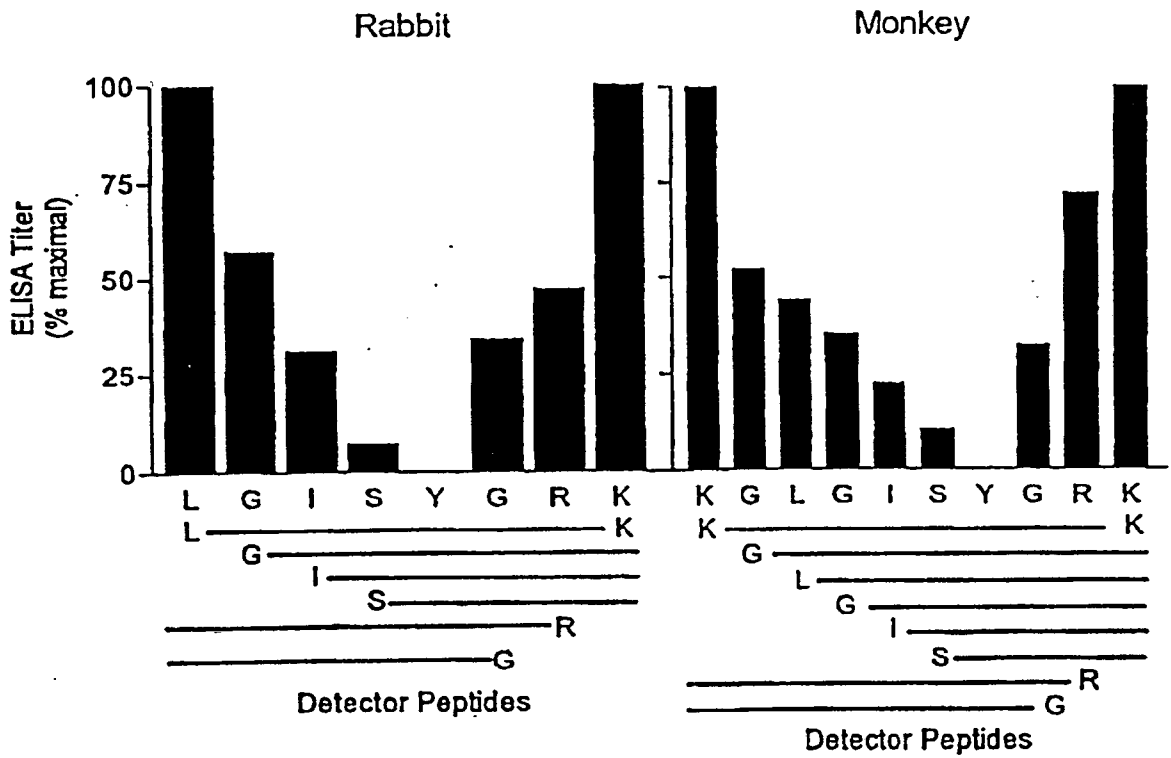 Rabbit
Monkey
ELISA Titer
(% maximal)
100
75
50
25
0
L G I S Y G R K
L K
G
I
S
R
G
Detector Peptides
K G L G I S Y G R K
K K
G
L
G
I
S
R
G
Detector Peptides